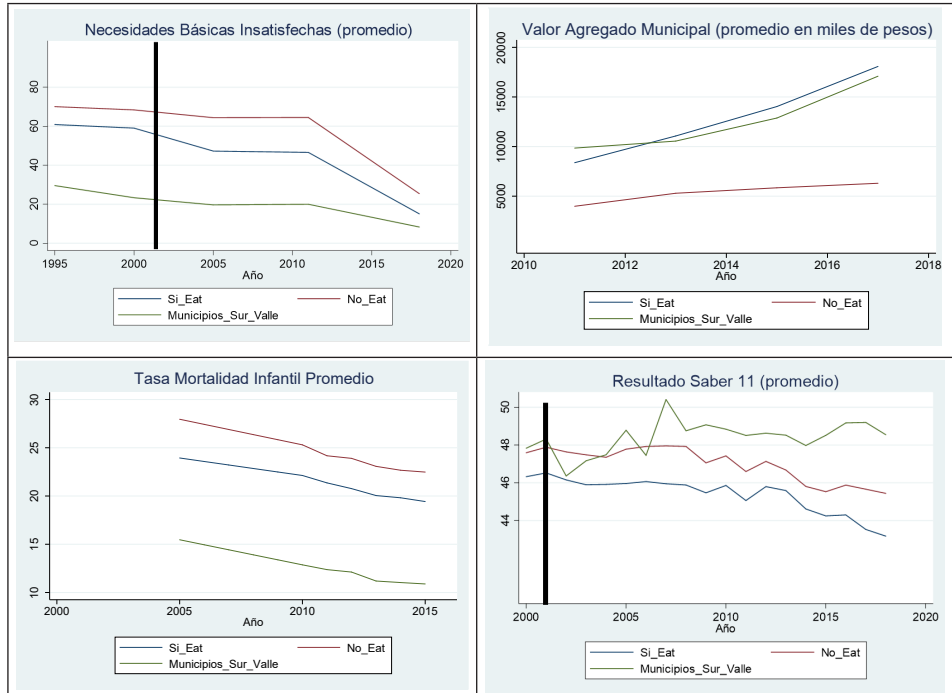 Necesidades Básicas Insatisfechas (promedio)
80
60
40
20
0
1995 2000 2005 2010 2015 2020
Año
Si_Eat No_Eat
Municipios_Sur_Valle
Valor Agregado Municipal (promedio en miles de pesos)
20000
15000
10000
5000
2010 2012 2014 2016 2018
Año
Si_Eat No_Eat
Municipios_Sur_Valle
Tasa Mortalidad Infantil Promedio
30
25
20
15
10
2000 2005 2010 2015
Año
Si_Eat No_Eat
Municipios_Sur_Valle
Resultado Saber 11 (promedio)
50
48
46
44
2000 2005 2010 2015 2020
Año
Si_Eat No_Eat
Municipios_Sur_Valle